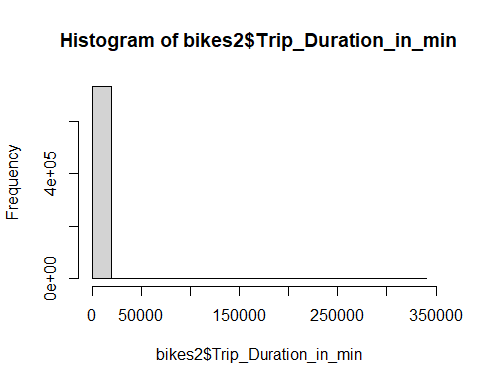 Histogram of bikes2$Trip_Duration_in_min
Frequency
4e+05
0e+00
0 50000 150000 250000 350000
bikes2$Trip_Duration_in_min